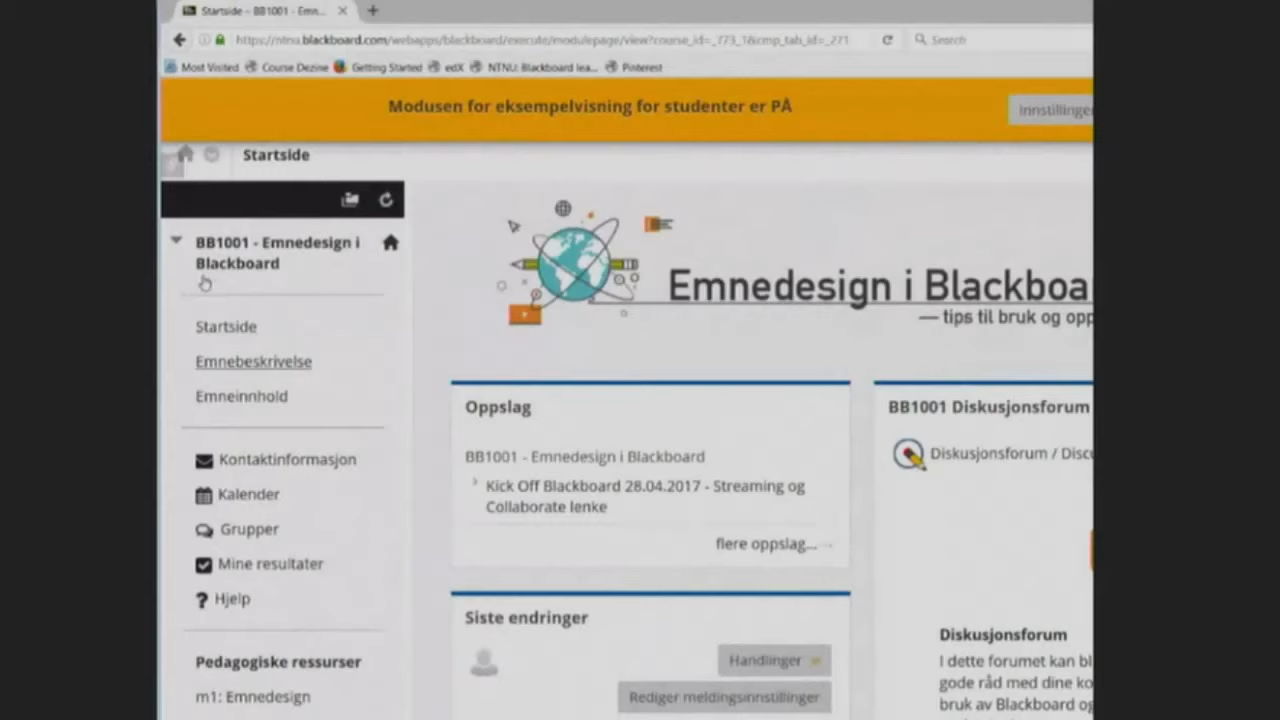 Startside – BB1001 - Emn...
https://ntnu.blackboard.com/webapps/blackboard/execute/modulepage/view?course_id=_773_1&cmp_tab_id=_271
Search
Most Visited
Course Dezine
Getting Started
edX
NTNU: Blackboard lea...
Pinterest
Modusen for eksempelvisning for studenter er PÅ
Innstillinger
Startside
BB1001 - Emnedesign i
Blackboard
Startside
Emnebeskrivelse
Emneinnhold
Kontaktinformasjon
Kalender
Grupper
Mine resultater
Hjelp
Pedagogiske ressurser
m1: Emnedesign
Emnedesign i Blackboa
— tips til bruk og opp
Oppslag
BB1001 - Emnedesign i Blackboard
Kick Off Blackboard 28.04.2017 - Streaming og
Collaborate lenke
flere oppslag...
Siste endringer
Handlinger
Rediger meldingsinnstillinger
BB1001 Diskusjonsforum
Diskusjonsforum / Discu
Diskusjonsforum
I dette forumet kan bl
gode råd med dine ko
bruk av Blackboard og